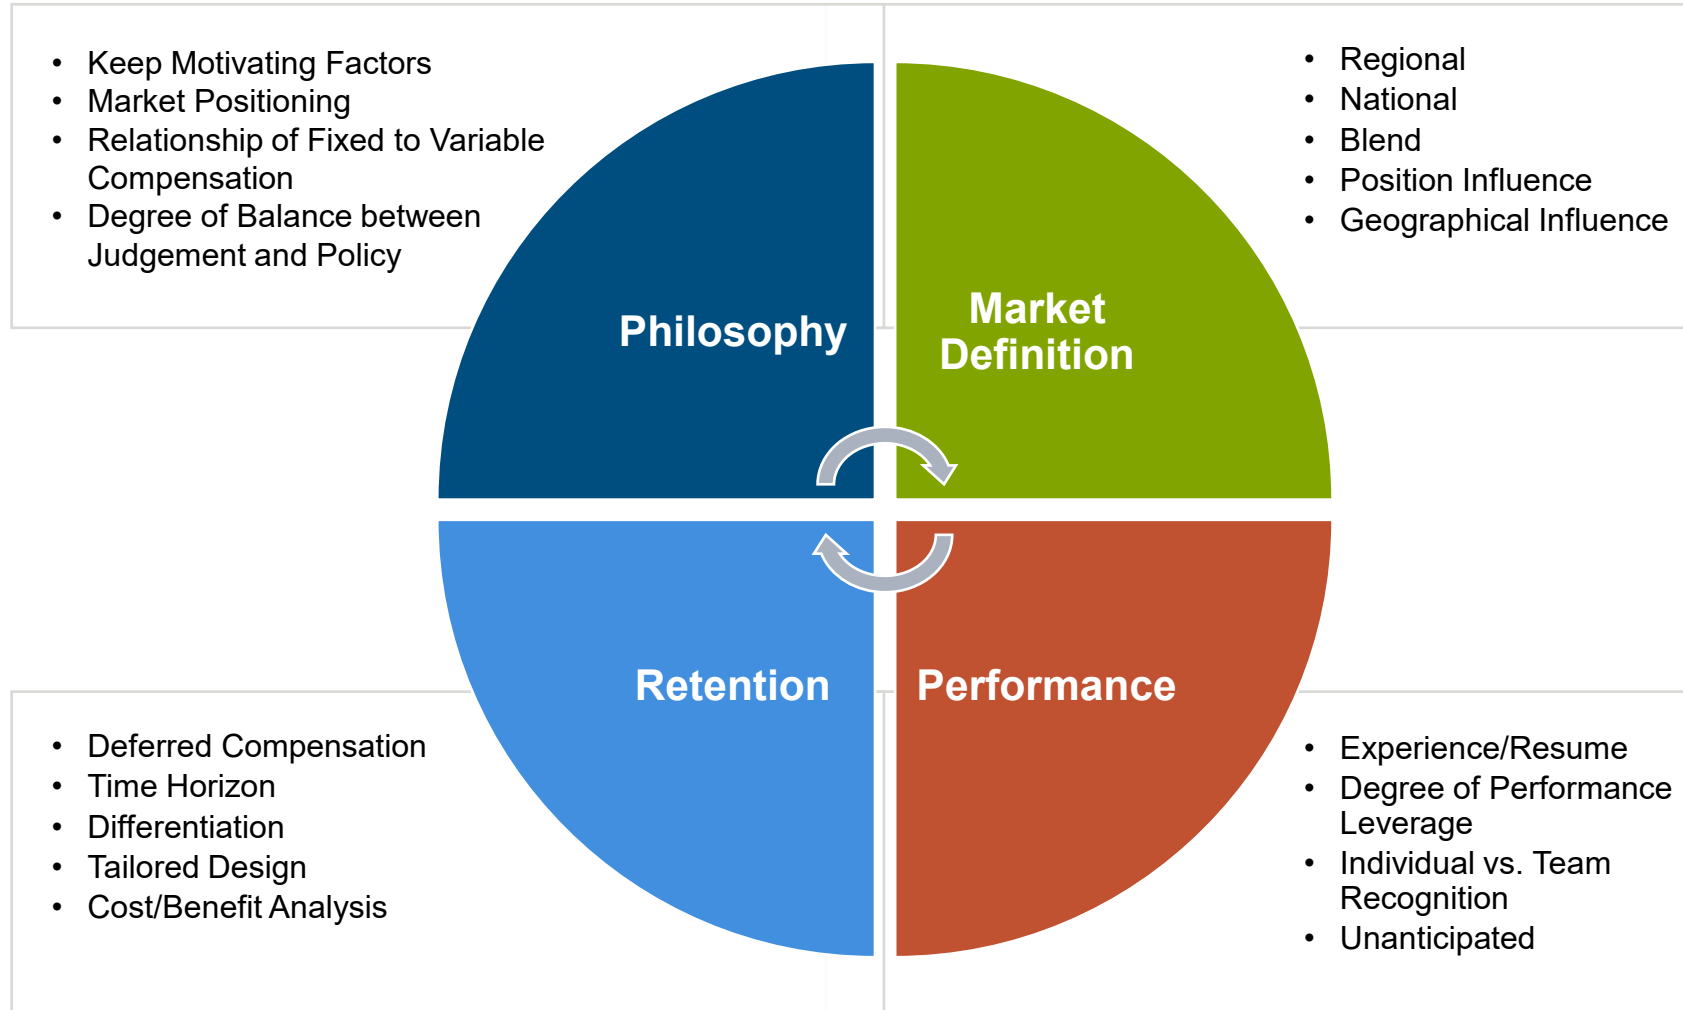 • Keep Motivating Factors
• Market Positioning
• Relationship of Fixed to Variable
Compensation
• Degree of Balance between
Judgement and Policy
• Regional
• National
• Blend
• Position Influence
• Geographical Influence
Philosophy
Market
Definition
Retention
Performance
• Deferred Compensation
• Time Horizon
• Differentiation
• Tailored Design
• Cost/Benefit Analysis
• Experience/Resume
• Degree of Performance
Leverage
• Individual vs. Team
Recognition
• Unanticipated